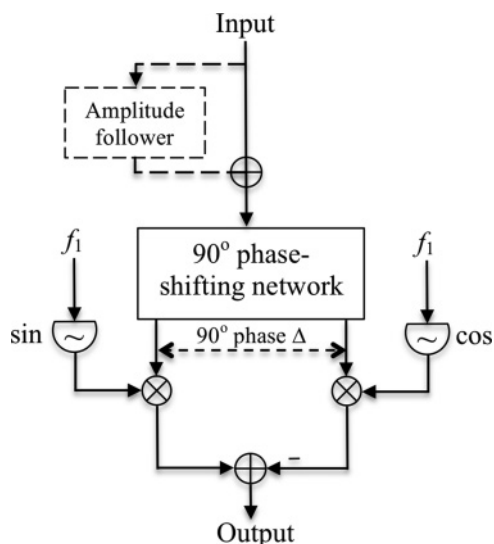 Input
Amplitude
follower
90° phase-
shifting network
f₁
f₁
sin
90° phase Δ
cos
~
~
–
Output